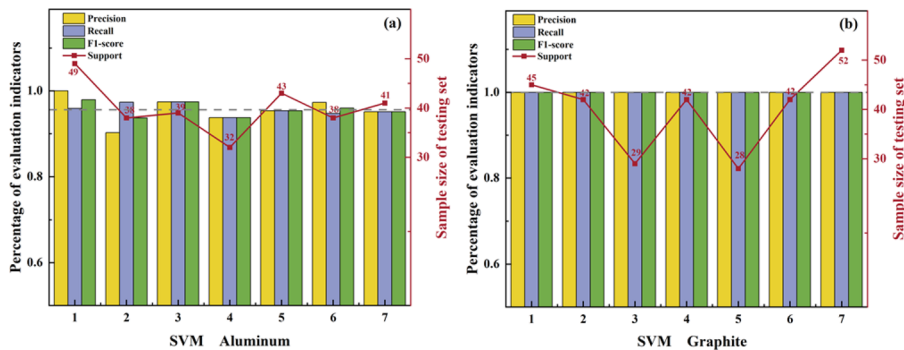 (a)
Precision
Recall
F1-score
Support
Percentage of evaluation indicators
1.0
0.8
0.6
49
38
39
32
43
38
41
50
40
30
Sample size of testing set
1 2 3 4 5 6 7
SVM Aluminum
(b)
Precision
Recall
F1-score
Support
Percentage of evaluation indicators
1.0
0.8
0.6
45
42
29
42
28
42
52
50
40
30
Sample size of testing set
1 2 3 4 5 6 7
SVM Graphite